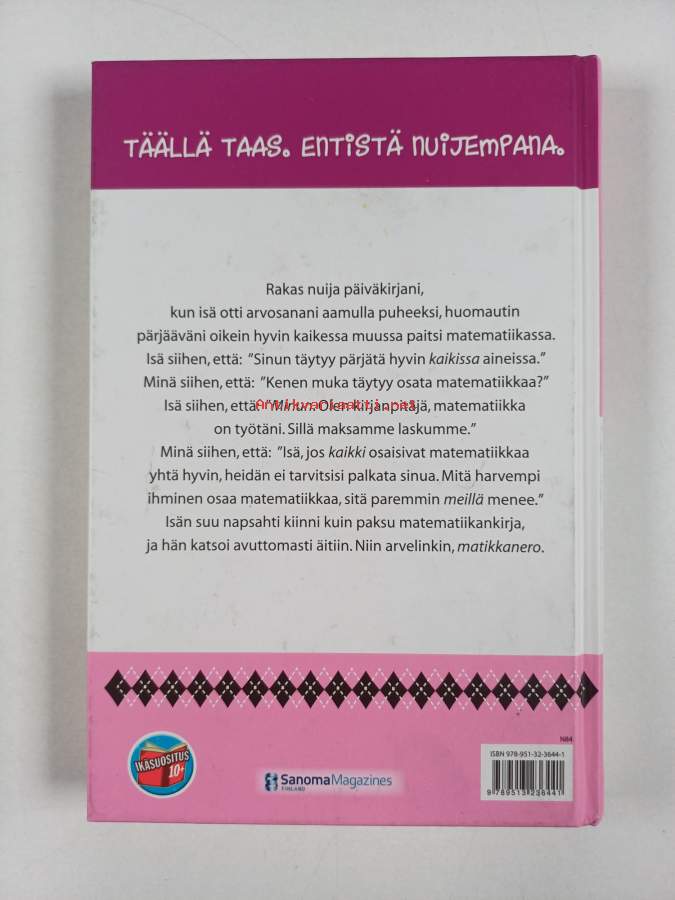 TÄÄLLÄ TAAS. ENTISTÄ NUIJEMPANA.
Rakas nuija päiväkirjani,
kun isä otti arvosanani aamulla puheeksi, huomautin
pärjääväni oikein hyvin kaikessa muussa paitsi matematiikassa.
Isä siihen, että: ”Sinun täytyy pärjätä hyvin kaikissa aineissa.”
Minä siihen, että: ”Kenen muka täytyy osata matematiikkaa?”
Isä siihen, että: ”Minun. Olen kirjanpitäjä, matematiikka
on työtäni. Sillä maksamme laskumme.”
Minä siihen, että: ”Isä, jos kaikki osaisivat matematiikkaa
yhtä hyvin, heidän ei tarvitsisi palkata sinua. Mitä harvempi
ihminen osaa matematiikkaa, sitä paremmin meillä menee.”
Isän suu napsahti kiinni kuin paksu matematiikankirja,
ja hän katsoi avuttomasti äitiin. Niin arvelinkin, matikkanero.
N84
ISBN 978-951-32-3644-1
IKÄSUOSITUS
10+
SanomaMagazines
FINLAND
9 789513 236441